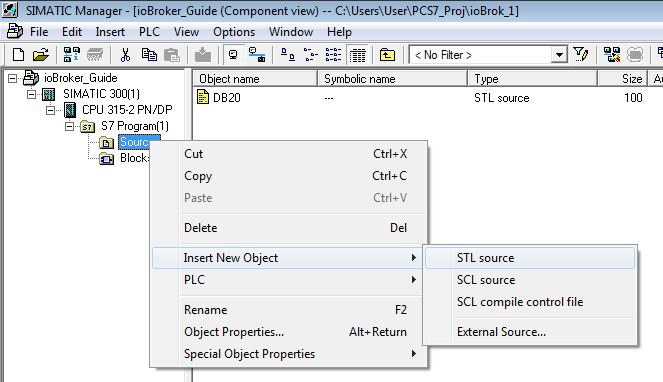 SIMATIC Manager - [ioBroker_Guide (Component view) -- C:\Users\User\PCS7_Proj\ioBrok_1]
File Edit Insert PLC View Options Window Help
< No Filter >
ioBroker_Guide
SIMATIC 300(1)
CPU 315-2 PN/DP
S7 Program(1)
Sourc
Block
Object name Symbolic name Type Size Au
DB20 --- STL source 100
Cut Ctrl+X
Copy Ctrl+C
Paste Ctrl+V
Delete Del
Insert New Object
PLC
Rename F2
Object Properties... Alt+Return
Special Object Properties
STL source
SCL source
SCL compile control file
External Source...